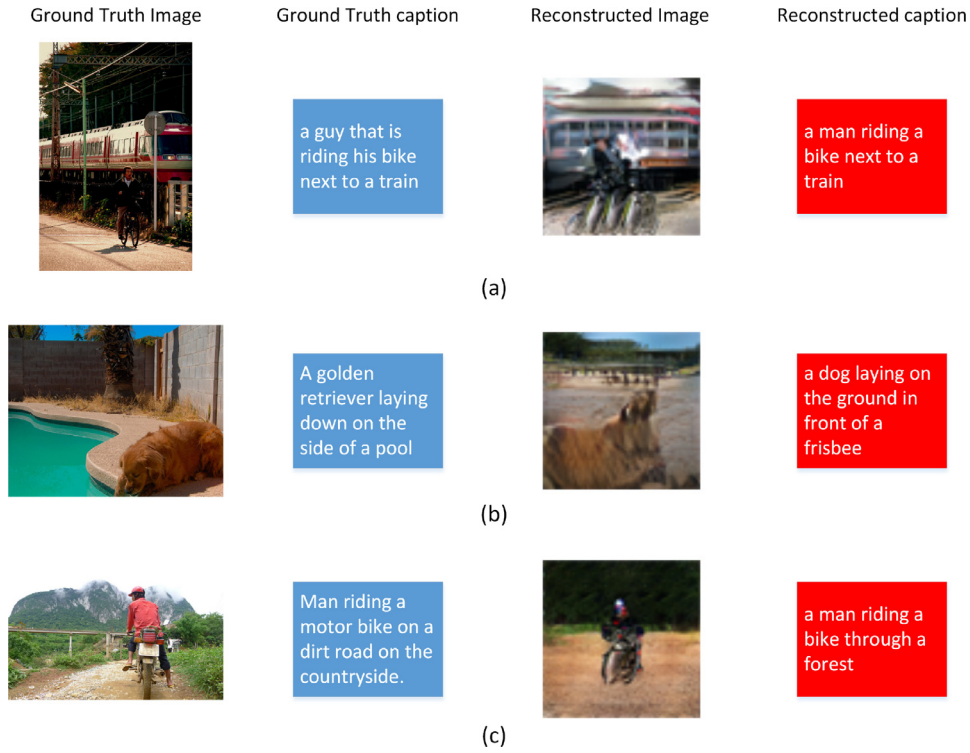 Ground Truth Image
Ground Truth caption
Reconstructed Image
Reconstructed caption
a guy that is
riding his bike
next to a train
a man riding a
bike next to a
train
(a)
A golden
retriever laying
down on the
side of a pool
a dog laying on
the ground in
front of a
frisbee
(b)
Man riding a
motor bike on a
dirt road on the
countryside.
a man riding a
bike through a
forest
(c)